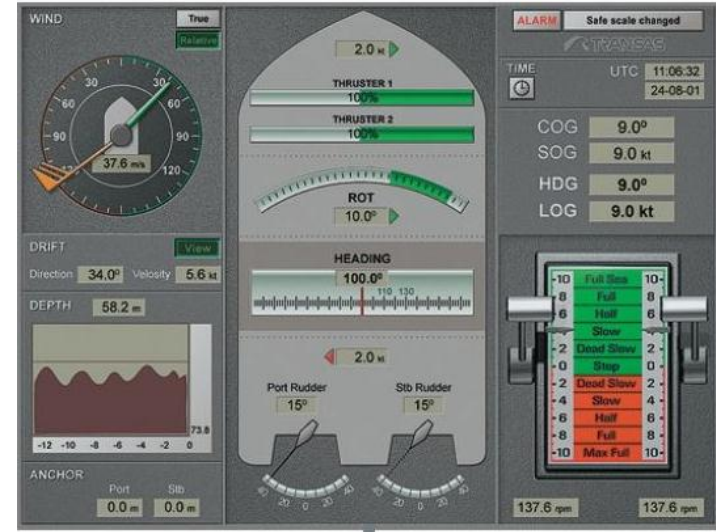 WIND
True
Relative
30 30
60 60
90 90
120
37.6 m/s
DRIFT
View
Direction 34.0° Velosity 5.6 kt
DEPTH 58.2 m
73.8
-12 -10 -8 -6 -4 -2 0
ANCHOR
Port Stb
0.0 m 0.0 m
2.0 kt
THRUSTER 1
100%
THRUSTER 2
100%
ROT
10.0°
HEADING
100.0°
110 130
2.0 kt
Port Rudder Stb Rudder
15° 15°
40 20 0 20 40
40 20 0 20 40
ALARM Safe scale changed
TRANSAS
TIME UTC 11:06:32
24-08-01
COG 9.0°
SOG 9.0 kt
HDG 9.0°
LOG 9.0 kt
-10 Full Sea 10-
8 Full 8
6 Half 6
Slow
2 Dead Slow 2
0 Stop 0
2 Dead Slow 2
4 Slow 4
6 Half 6
8 Full 8
-10 Max Full 10-
137.6 rpm 137.6 rpm